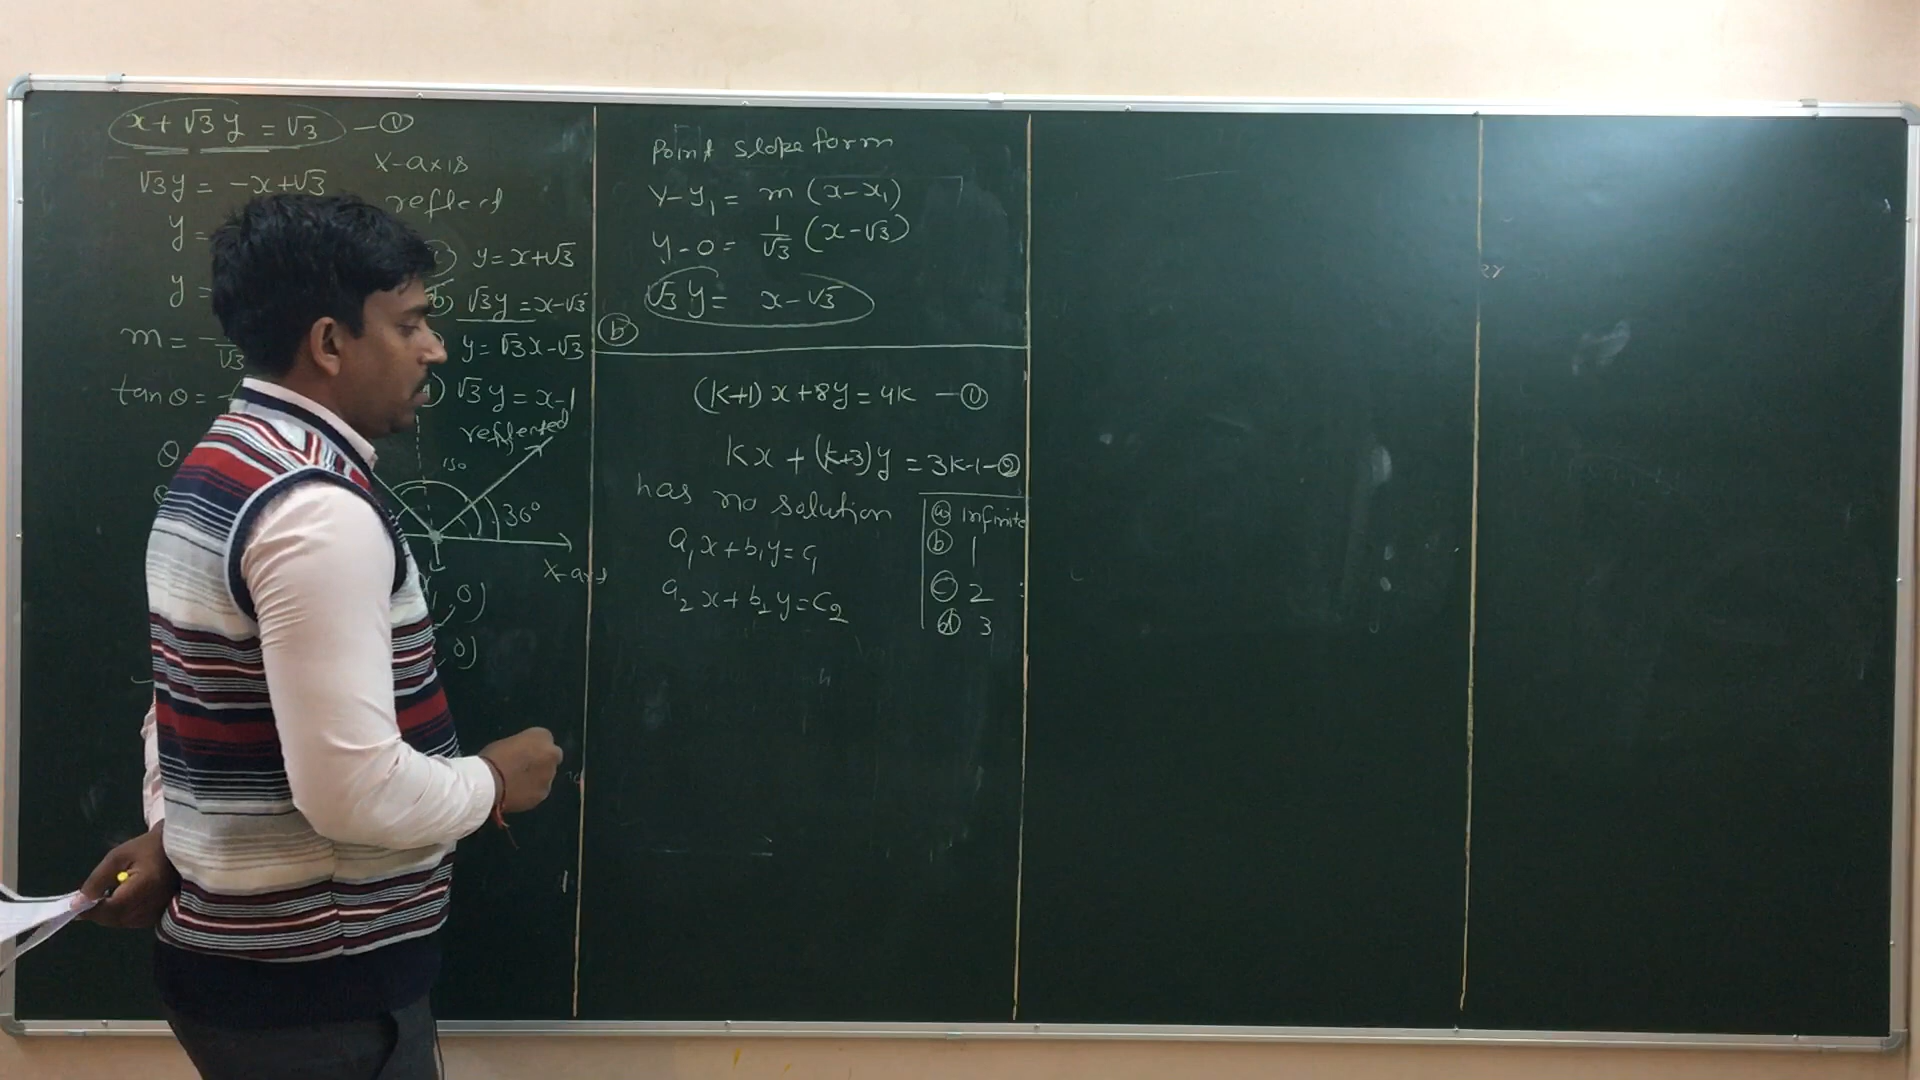 x + √3 y = √3 — ①
x-axis
√3 y = -x + √3
reflect
y =
y = x + √3
y =
b) √3 y = x - √3
m = -
√3
y = √3 x - √3
tan θ = -
√3 y = x - 1
reflected
θ
150
30°
x-axis
, 0)
, 0)
Point slope form
y - y₁ = m (x - x₁)
y - 0 = 1/√3 (x - √3)
√3 y = x - √3
ⓑ
(k+1) x + 8y = 4k — ①
kx + (k+3) y = 3k-1 — ②
has no solution
ⓐ infinite
ⓑ 1
ⓒ 2
ⓓ 3
a₁x + b₁y = c₁
a₂x + b₂y = c₂